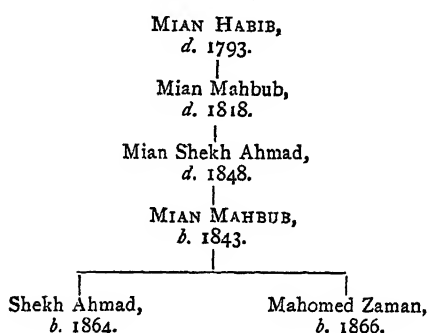 MIAN HABIB,
d. 1793.
Mian Mahbub,
d. 1818.
Mian Shekh Ahmad,
d. 1848.
MIAN MAHBUB,
b. 1843.
Shekh Ahmad, Mahomed Zaman,
b. 1864. b. 1866.